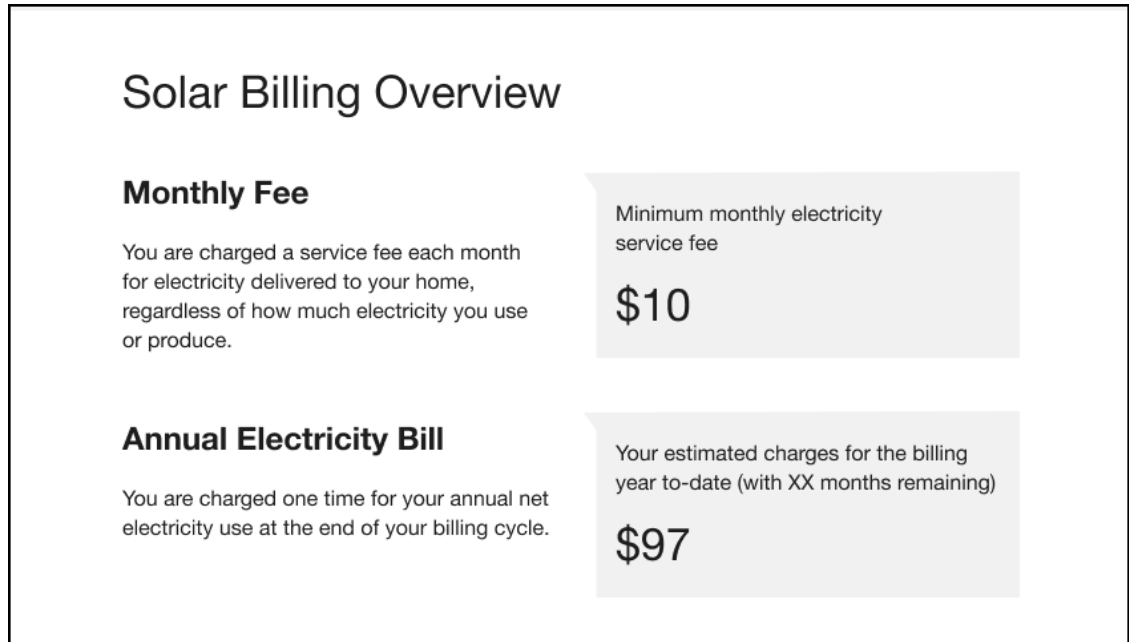 Solar Billing Overview
Monthly Fee
You are charged a service fee each month
for electricity delivered to your home,
regardless of how much electricity you use
or produce.
Minimum monthly electricity
service fee
$10
Annual Electricity Bill
You are charged one time for your annual net
electricity use at the end of your billing cycle.
Your estimated charges for the billing
year to-date (with XX months remaining)
$97